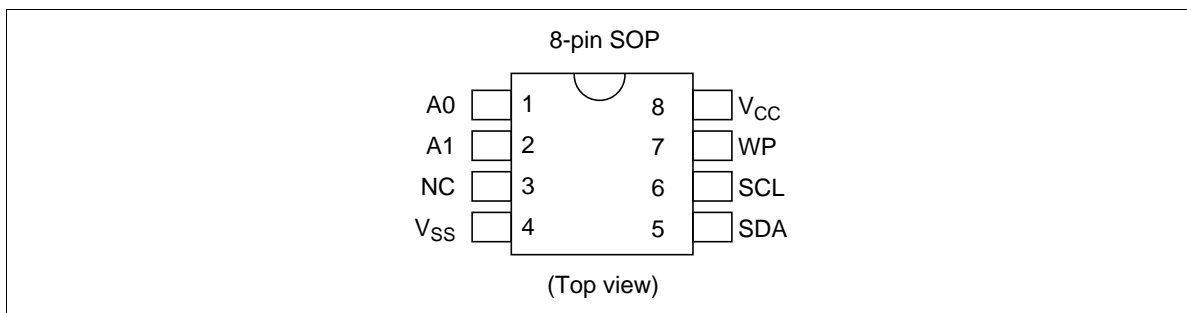 8-pin SOP
A0 1 8 VCC
A1 2 7 WP
NC 3 6 SCL
VSS 4 5 SDA
(Top view)